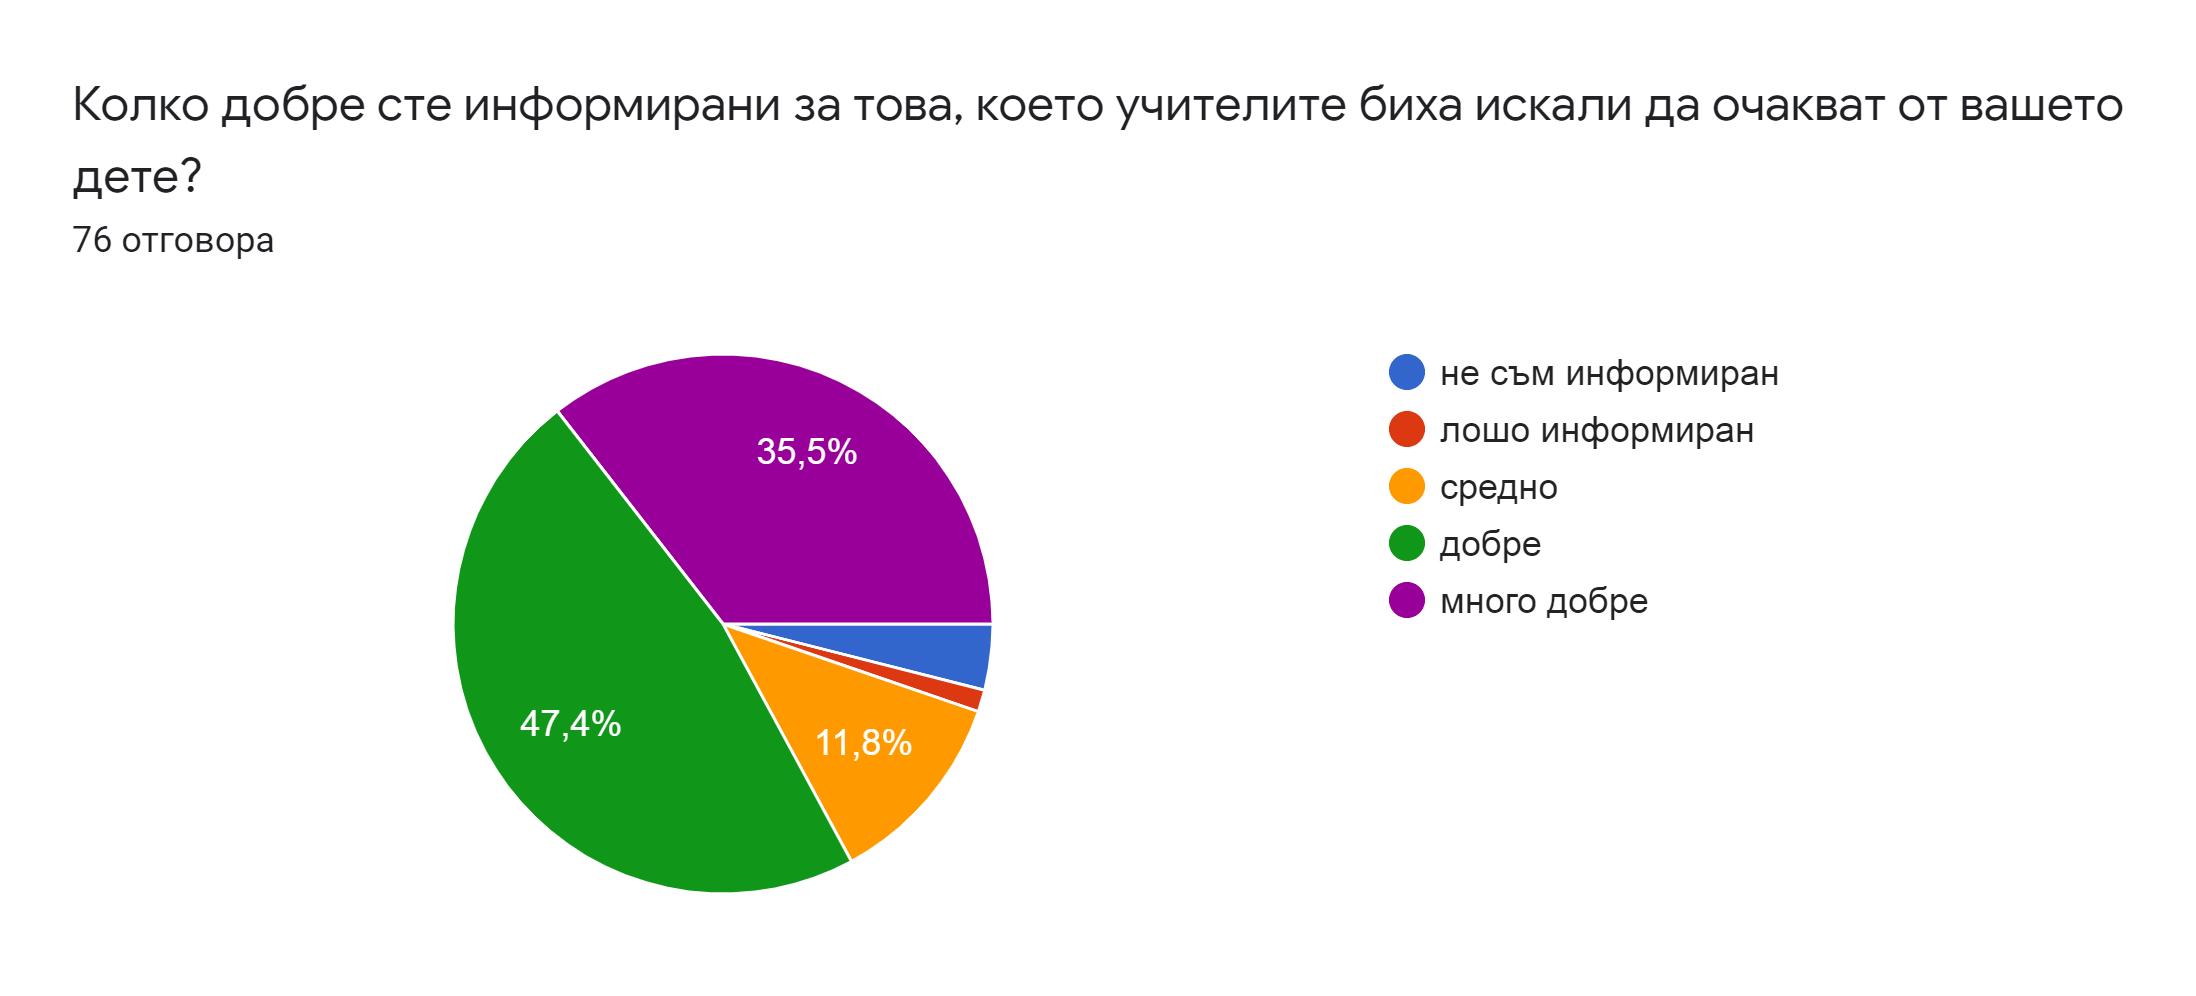 Колко добре сте информирани за това, което учителите биха искали да очакват от вашето
дете?
76 отговора
35,5%
47,4%
11,8%
не съм информиран
лошо информиран
средно
добре
много добре